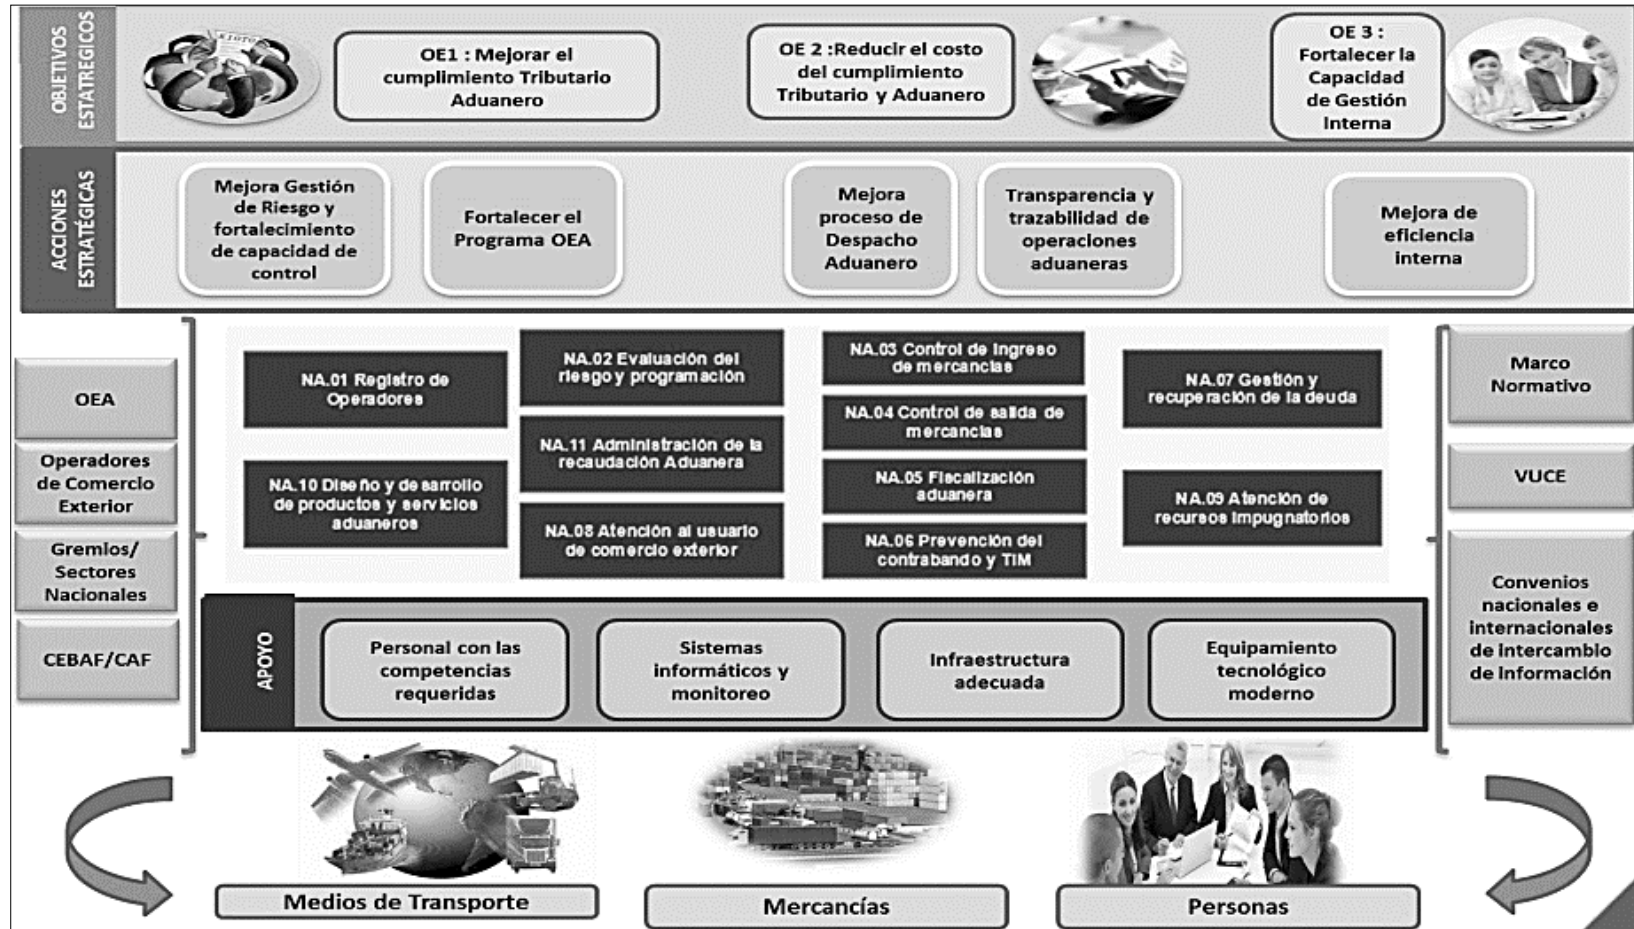 OBJETIVOS
ESTATREGICOS
OE1 : Mejorar el
cumplimiento Tributario
Aduanero
OE 2 :Reducir el costo
del cumplimiento
Tributario y Aduanero
OE 3 :
Fortalecer la
Capacidad
de Gestión
Interna
ACCIONES
ESTRATÉGICAS
Mejora Gestión
de Riesgo y
fortalecimiento
de capacidad de
control
Fortalecer el
Programa OEA
Mejora
proceso de
Despacho
Aduanero
Transparencia y
trazabilidad de
operaciones
aduaneras
Mejora de
eficiencia
interna
OEA
Operadores
de Comercio
Exterior
Gremios/
Sectores
Nacionales
CEBAF/CAF
NA.01 Registro de
Operadores
NA.10 Diseño y desarrollo
de productos y servicios
aduaneros
NA.02 Evaluación del
riesgo y programación
NA.11 Administración de la
recaudación Aduanera
NA.08 Atención al usuario
de comercio exterior
NA.03 Control de Ingreso
de mercancias
NA.04 Control de salida de
mercancias
NA.05 Fiscalización
aduanera
NA.06 Prevención del
contrabando y TIM
NA.07 Gestión y
recuperación de la deuda
NA.09 Atención de
recursos impugnatorios
Marco
Normativo
VUCE
Convenios
nacionales e
internacionales
de intercambio
de información
APOYO
Personal con las
competencias
requeridas
Sistemas
informáticos y
monitoreo
Infraestructura
adecuada
Equipamiento
tecnológico
moderno
Medios de Transporte
Mercancías
Personas